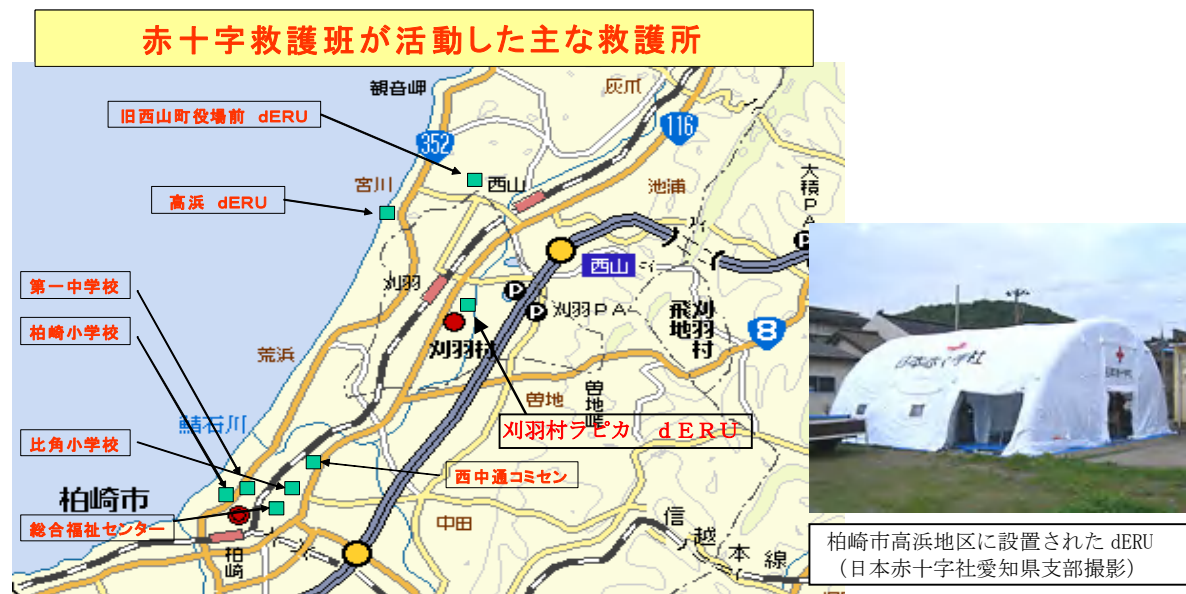 赤十字救護班が活動した主な救護所
観音岬
灰爪
旧西山町役場前 dERU
352
116
大積PA
宮川
西山
池浦
高浜 dERU
西山
第一中学校
刈羽
刈羽PA
飛地
刈羽村
柏崎小学校
刈羽村
8
荒浜
曽地
曽地峠
鯖石川
刈羽村ラピカ dERU
比角小学校
西中通コミセン
柏崎市
総合福祉センター
中田
柏崎
信越本線
日本赤十字社
日本赤十字社
柏崎市高浜地区に設置された dERU
(日本赤十字社愛知県支部撮影)